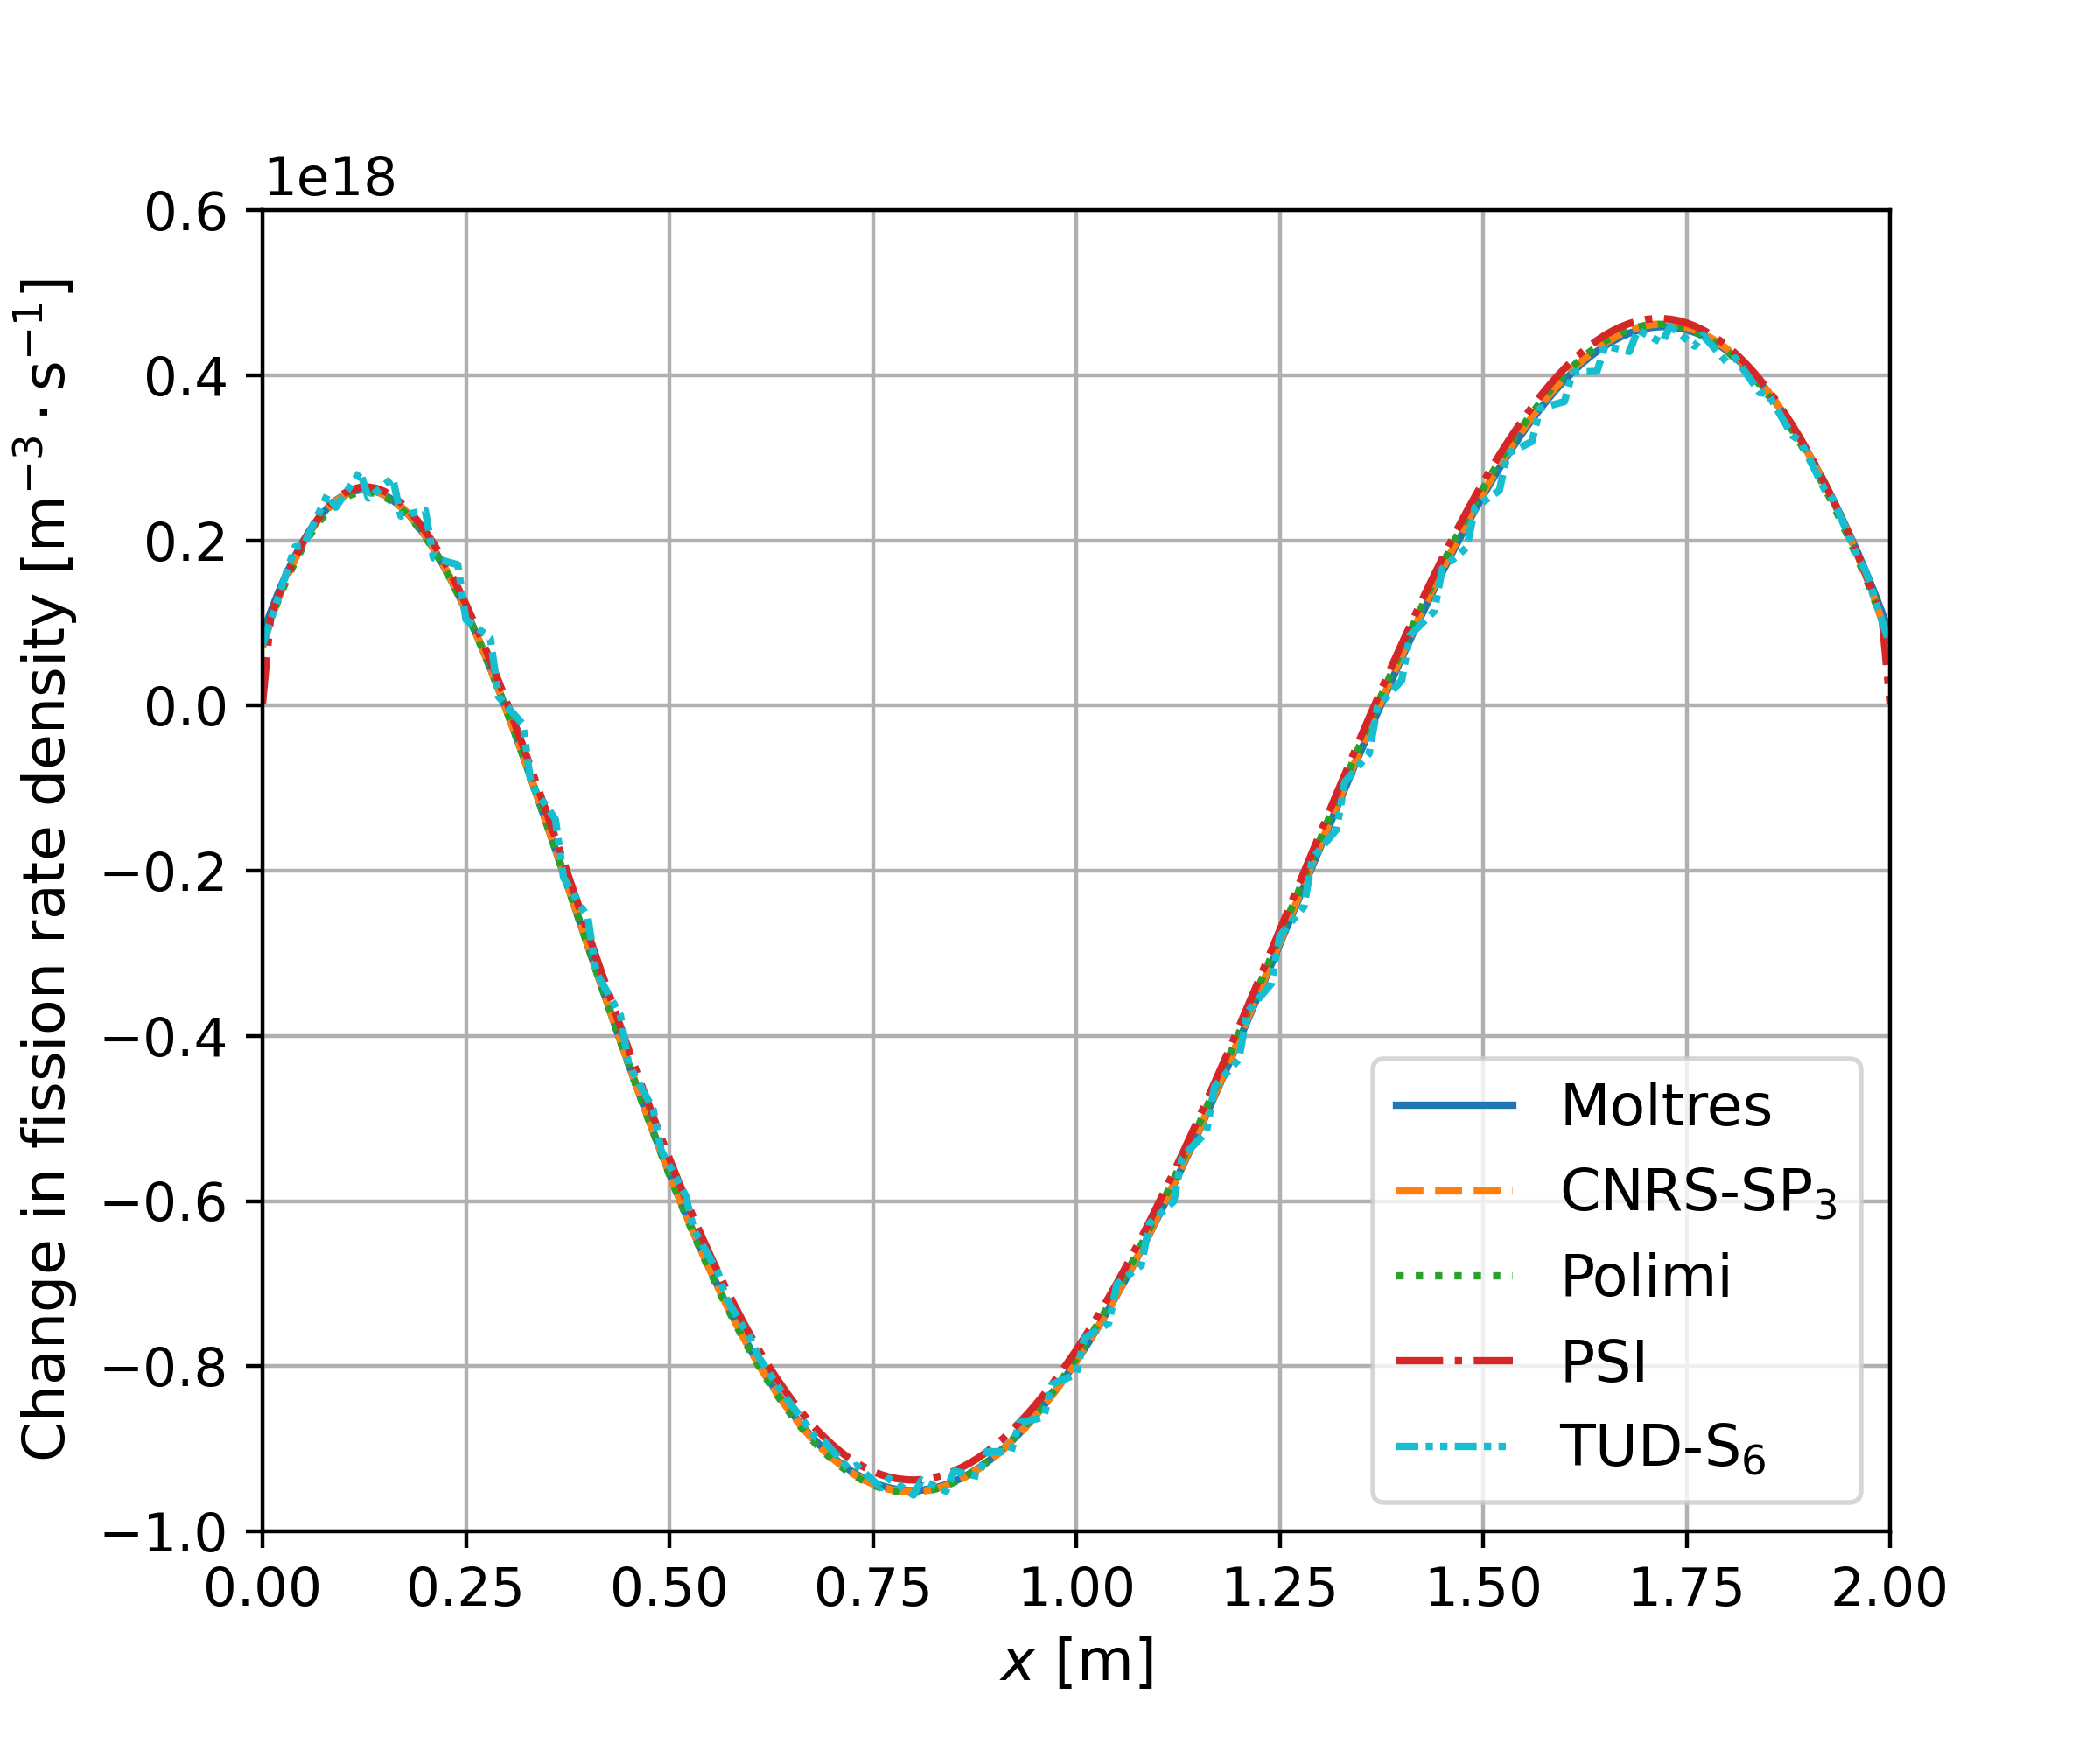 1e18
0.6
0.4
0.2
0.0
−0.2
−0.4
−0.6
−0.8
−1.0
Change in fission rate density [m⁻³ · s⁻¹]
0.00 0.25 0.50 0.75 1.00 1.25 1.50 1.75 2.00
x [m]
Moltres
CNRS-SP₃
Polimi
PSI
TUD-S₆